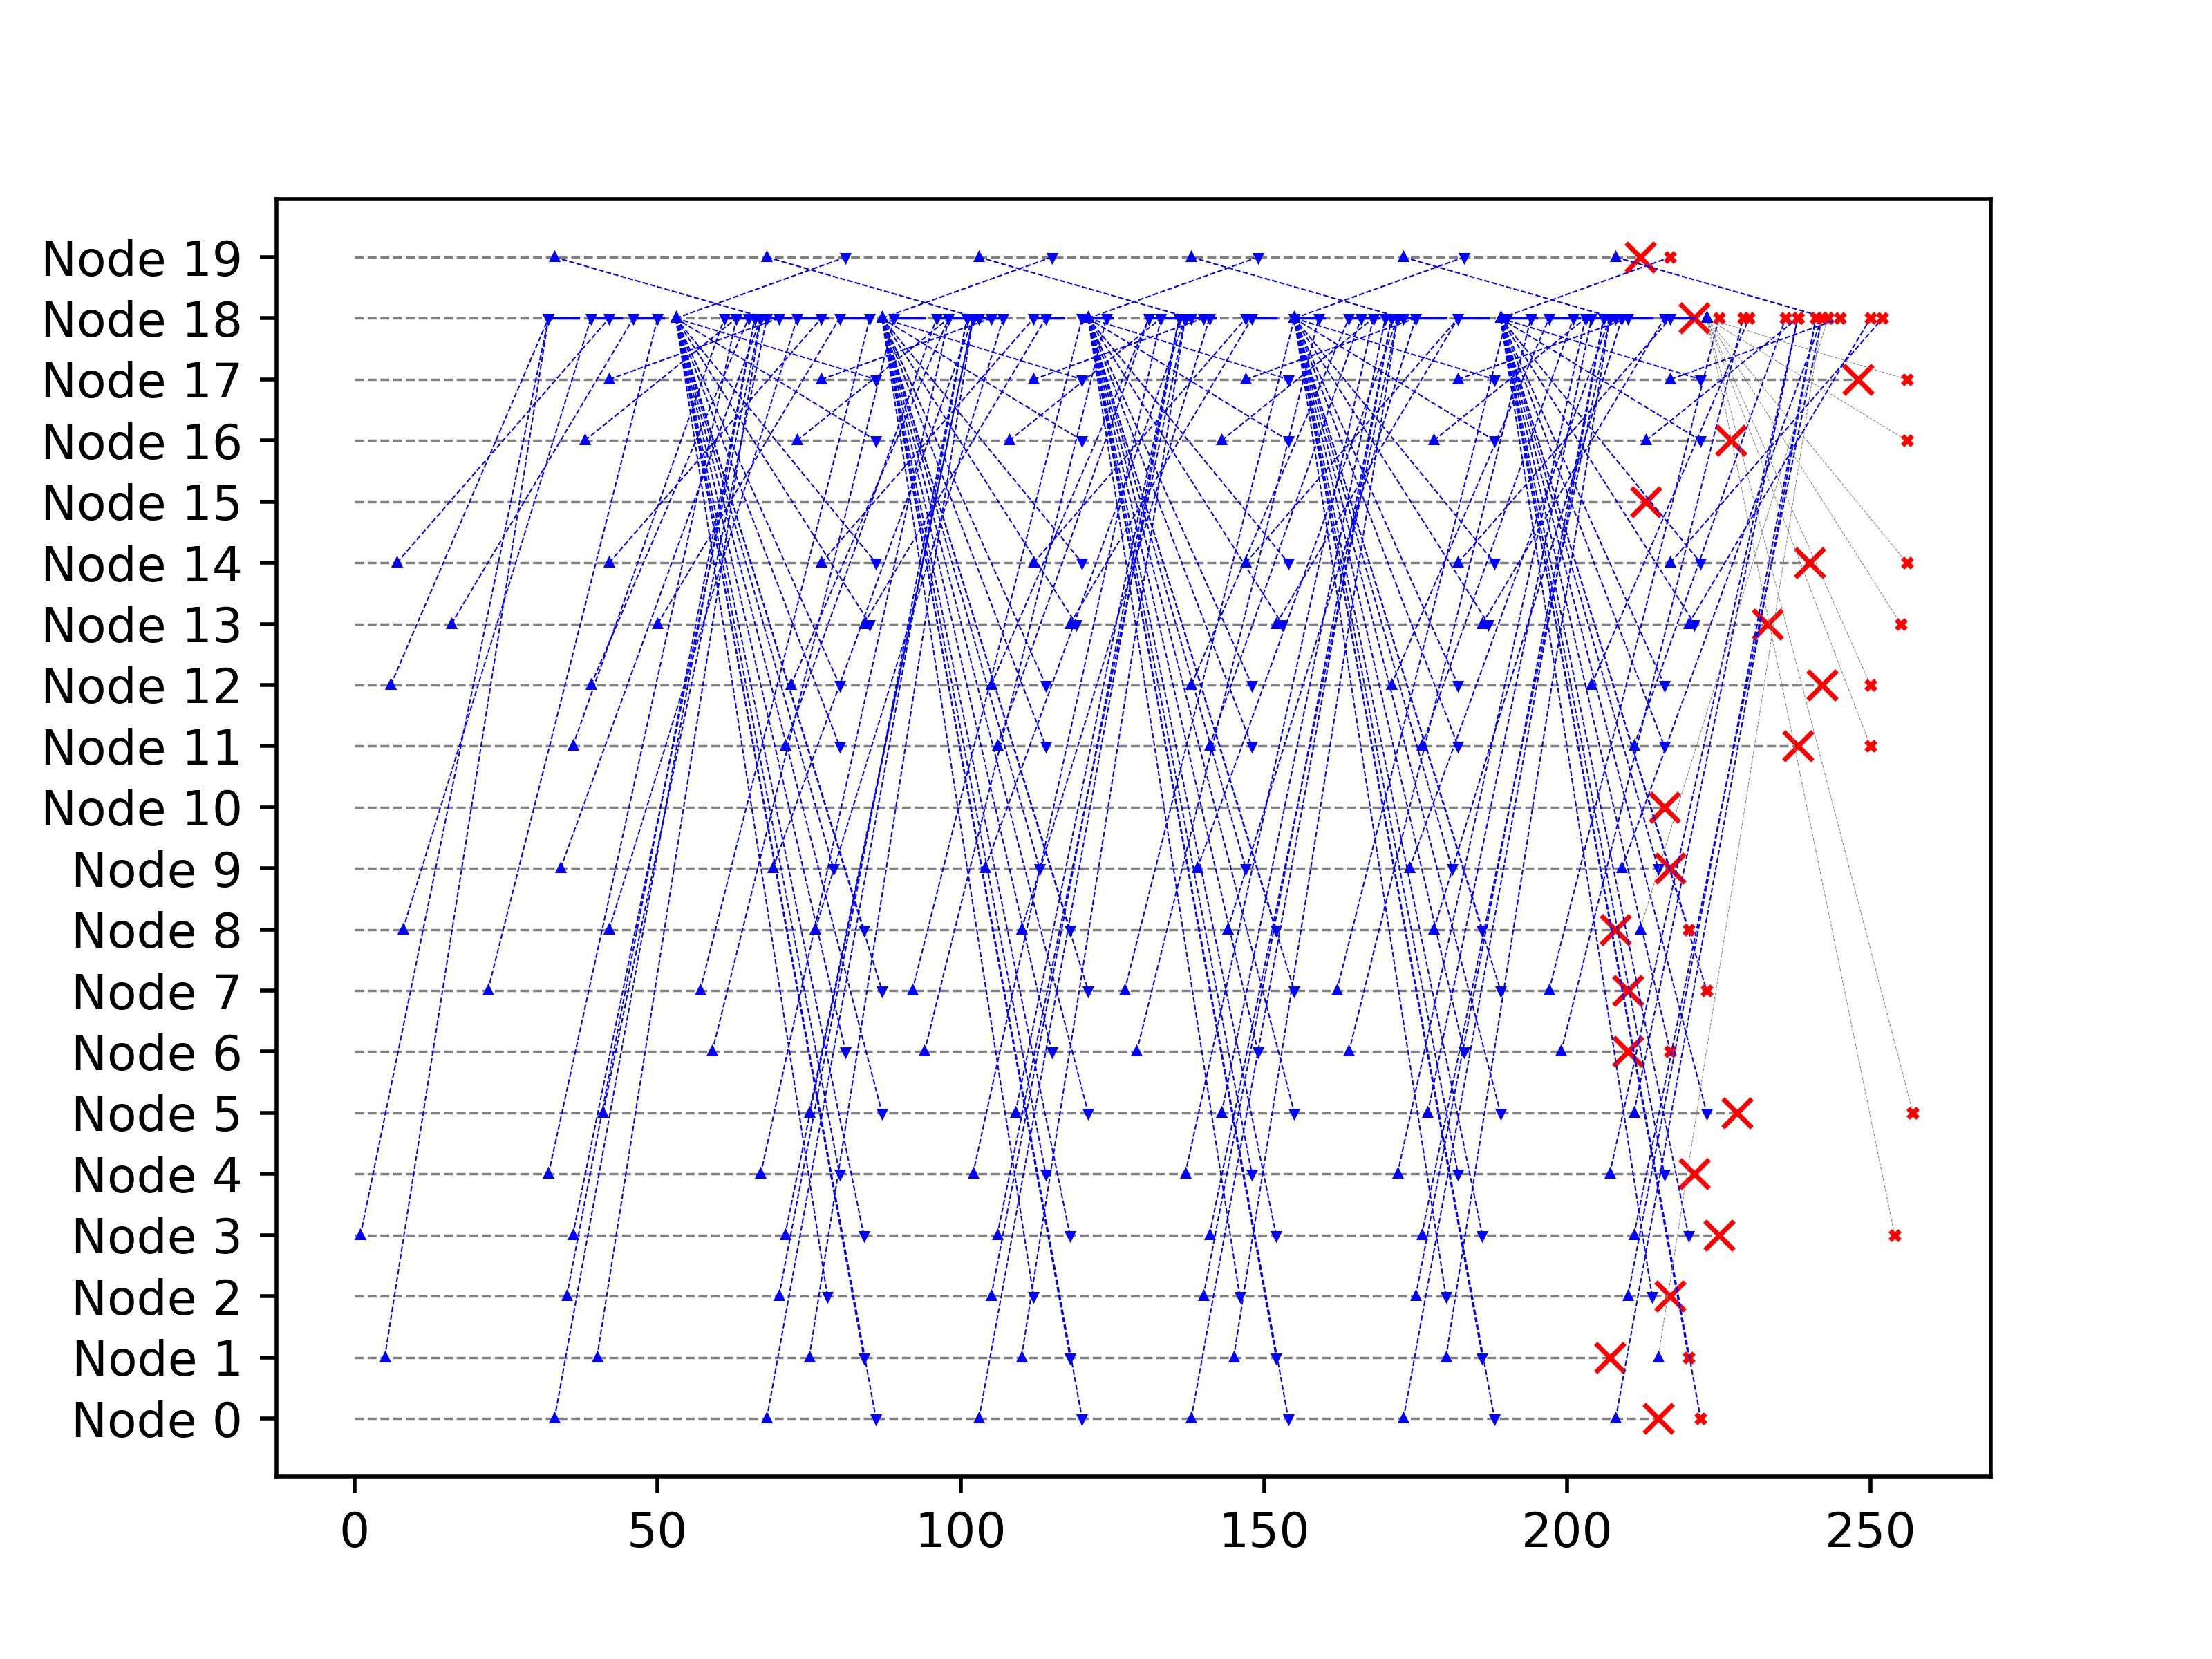 Node 19
Node 18
Node 17
Node 16
Node 15
Node 14
Node 13
Node 12
Node 11
Node 10
Node 9
Node 8
Node 7
Node 6
Node 5
Node 4
Node 3
Node 2
Node 1
Node 0
0 50 100 150 200 250